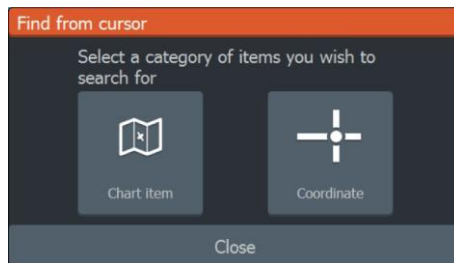 Find from cursor
Select a category of items you wish to
search for
Chart item
Coordinate
Close